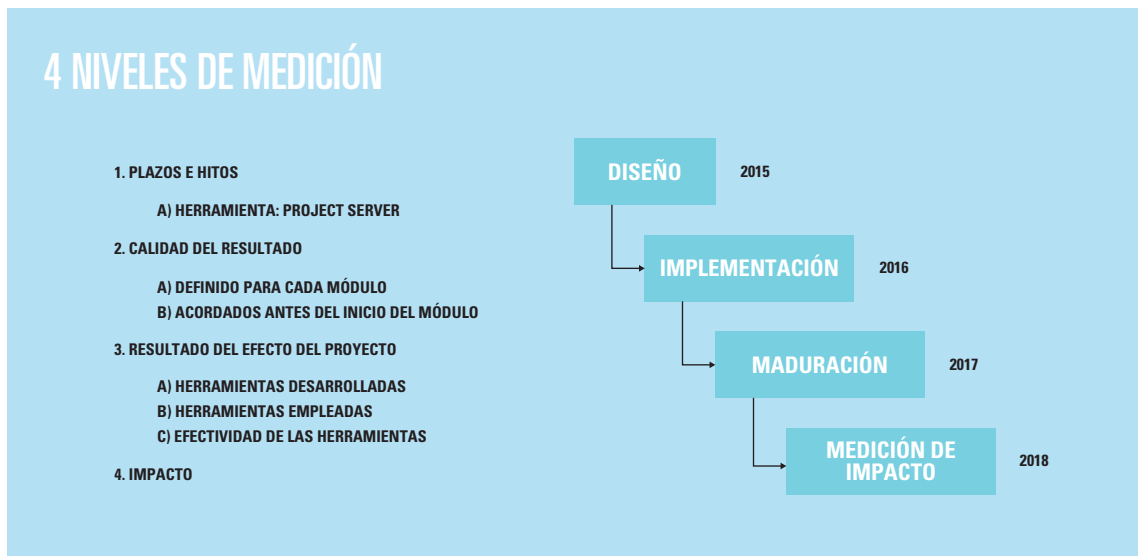 4 NIVELES DE MEDICIÓN
1. PLAZOS E HITOS
A) HERRAMIENTA: PROJECT SERVER
2. CALIDAD DEL RESULTADO
A) DEFINIDO PARA CADA MÓDULO
B) ACORDADOS ANTES DEL INICIO DEL MÓDULO
3. RESULTADO DEL EFECTO DEL PROYECTO
A) HERRAMIENTAS DESARROLLADAS
B) HERRAMIENTAS EMPLEADAS
C) EFECTIVIDAD DE LAS HERRAMIENTAS
4. IMPACTO
DISEÑO
2015
IMPLEMENTACIÓN
2016
MADURACIÓN
2017
MEDICIÓN DE
IMPACTO
2018